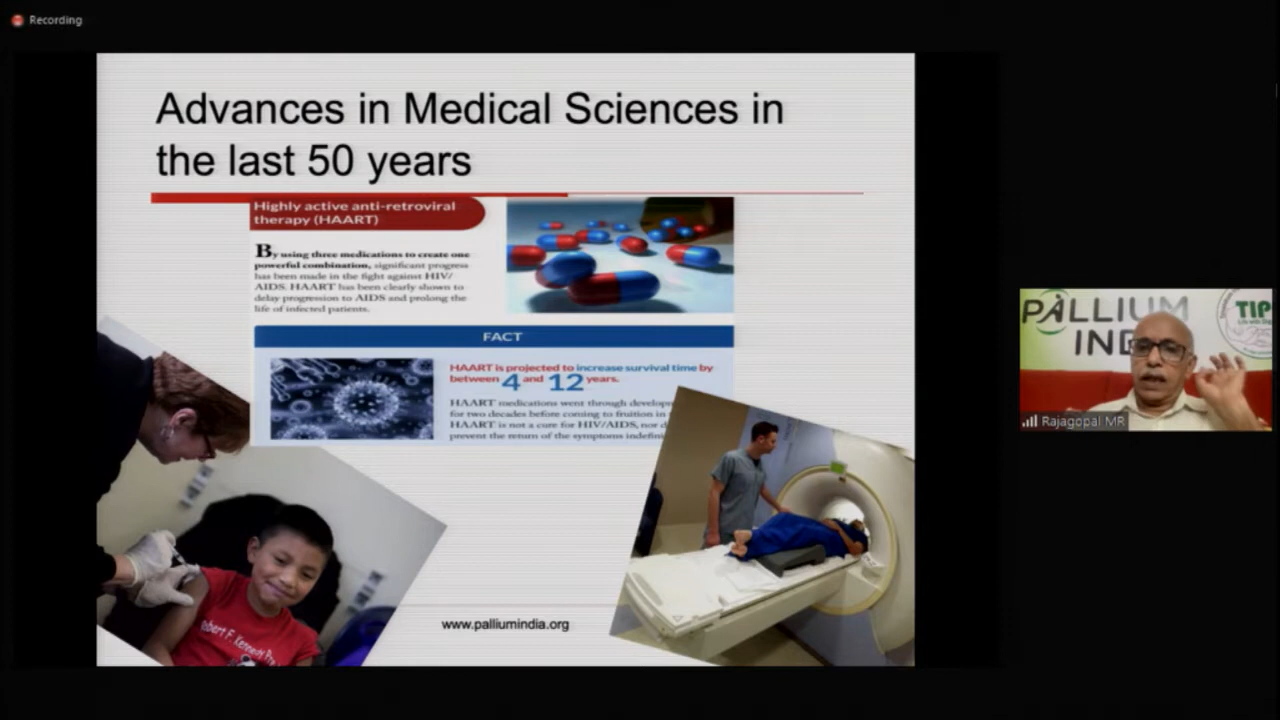 Recording
Advances in Medical Sciences in
the last 50 years
Highly active anti-retroviral
therapy (HAART)
By using three medications to create one
powerful combination, significant progress
has been made in the fight against HIV/
AIDS. HAART has been clearly shown to
delay progression to AIDS and prolong the
life of infected patients.
FACT
HAART is projected to increase survival time by
between 4 and 12 years.
HAART medications went through
for two decades before coming to fruition in
HAART is not a cure for HIV/AIDS, nor
prevent the return of the symptoms
Robert F. Kennedy
www.palliumindia.org
PALLIUM
TIP
Rajagopal MR